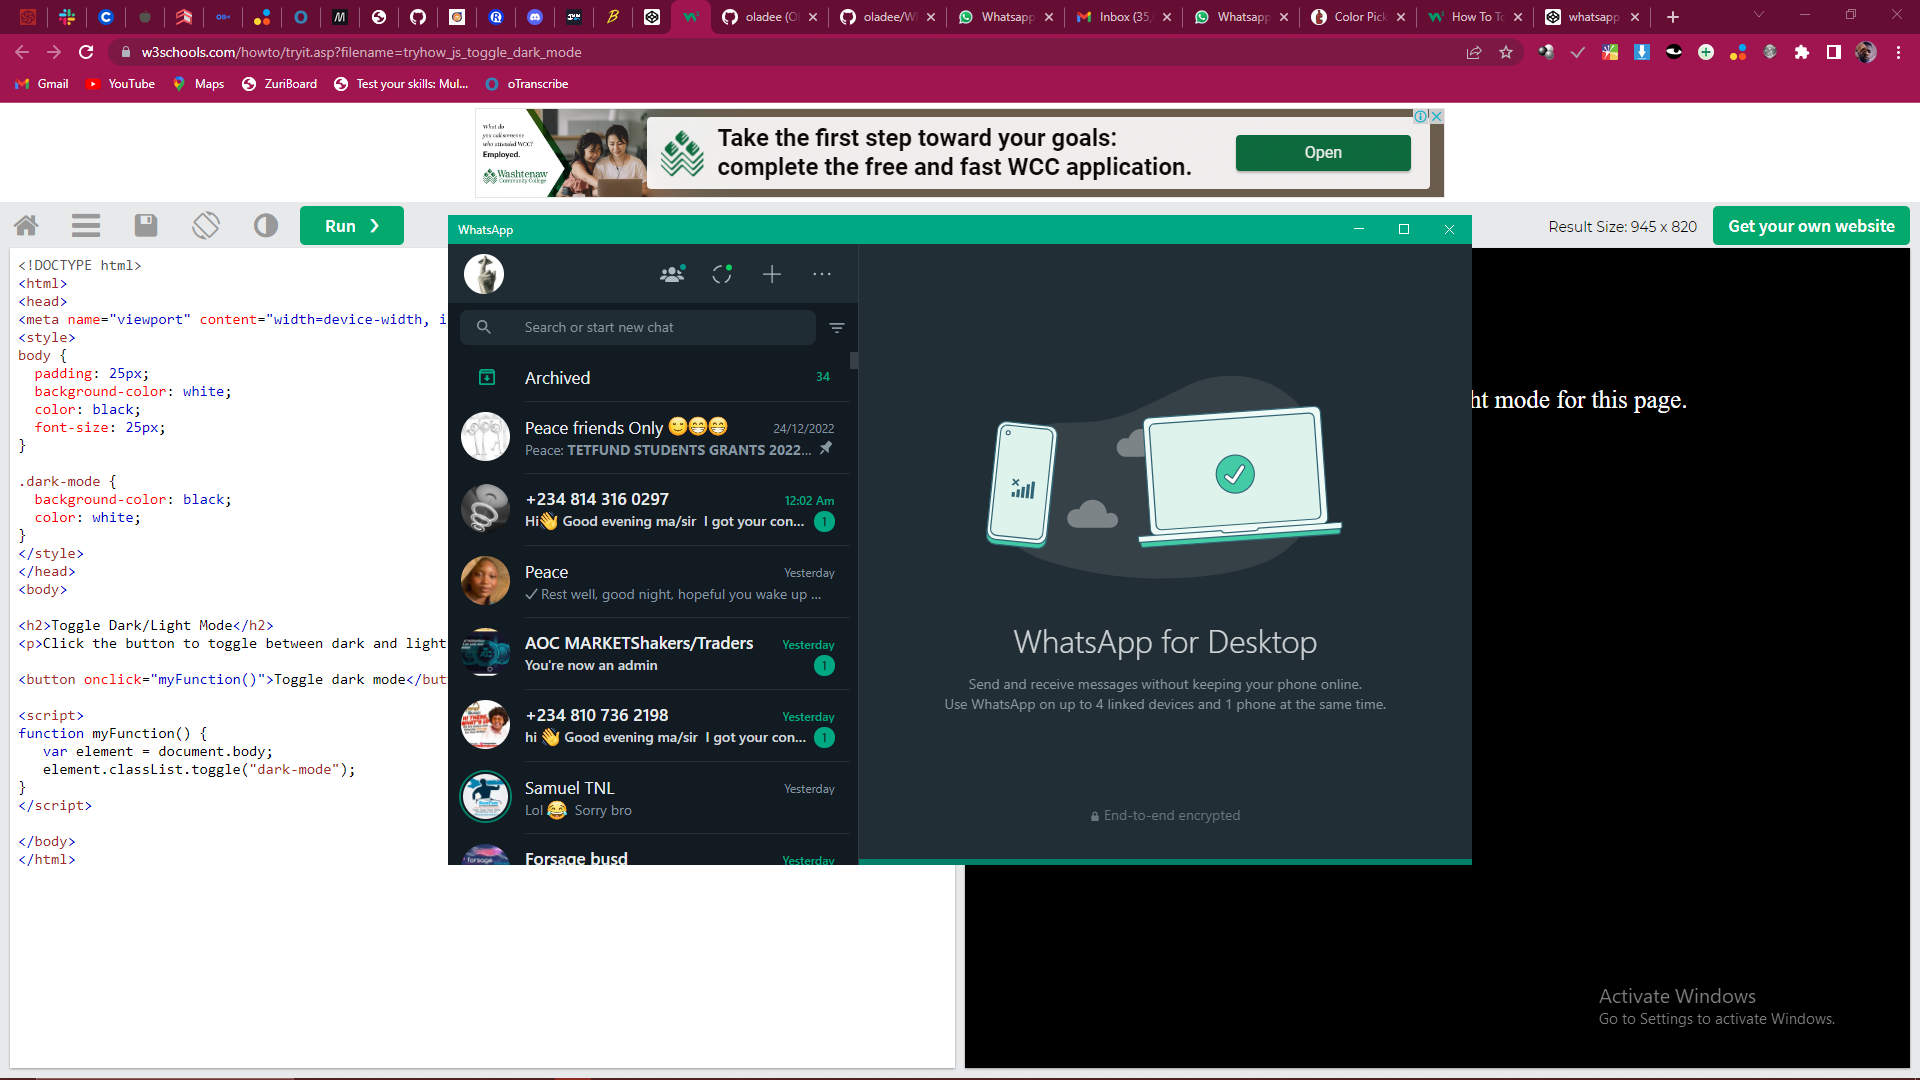 oladee (Ol
oladee/W
Whatsapp
Inbox (35,
Whatsapp
Color Pick
How To To
whatsapp
w3schools.com/howto/tryit.asp?filename=tryhow_js_toggle_dark_mode
Gmail
YouTube
Maps
ZuriBoard
Test your skills: Mul...
oTranscribe
What do
you call someone
who attended WCC?
Employed.
Washtenaw
Community College
Take the first step toward your goals:
complete the free and fast WCC application.
Open
Run ❯
Result Size: 945 x 820
Get your own website
<!DOCTYPE html>
<html>
<head>
<meta name="viewport" content="width=device-width, i
<style>
body {
  padding: 25px;
  background-color: white;
  color: black;
  font-size: 25px;
}
.dark-mode {
  background-color: black;
  color: white;
}
</style>
</head>
<body>
<h2>Toggle Dark/Light Mode</h2>
<p>Click the button to toggle between dark and light
<button onclick="myFunction()">Toggle dark mode</but
<script>
function myFunction() {
   var element = document.body;
   element.classList.toggle("dark-mode");
}
</script>
</body>
</html>
WhatsApp
Search or start new chat
Archived 34
Peace friends Only 😊😁😁 24/12/2022
Peace: TETFUND STUDENTS GRANTS 2022...
+234 814 316 0297 12:02 Am
Hi👋 Good evening ma/sir I got your con... 1
Peace Yesterday
Rest well, good night, hopeful you wake up ...
AOC MARKETShakers/Traders Yesterday
You're now an admin 1
+234 810 736 2198 Yesterday
hi 👋 Good evening ma/sir I got your con... 1
Samuel TNL Yesterday
Lol 😂 Sorry bro
Forsage busd Yesterday
WhatsApp for Desktop
Send and receive messages without keeping your phone online.
Use WhatsApp on up to 4 linked devices and 1 phone at the same time.
End-to-end encrypted
ht mode for this page.
Activate Windows
Go to Settings to activate Windows.